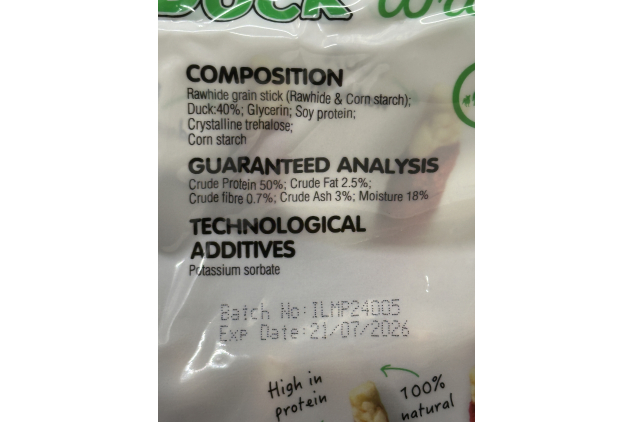 DUCK
COMPOSITION
Rawhide grain stick (Rawhide & Corn starch);
Duck:40%; Glycerin; Soy protein;
Crystalline trehalose;
Corn starch
GUARANTEED ANALYSIS
Crude Protein 50%; Crude Fat 2.5%;
Crude fibre 0.7%; Crude Ash 3%; Moisture 18%
TECHNOLOGICAL
ADDITIVES
Potassium sorbate
Batch No:ILMP24005
Exp Date:21/07/2026
High in
protein
100%
natural